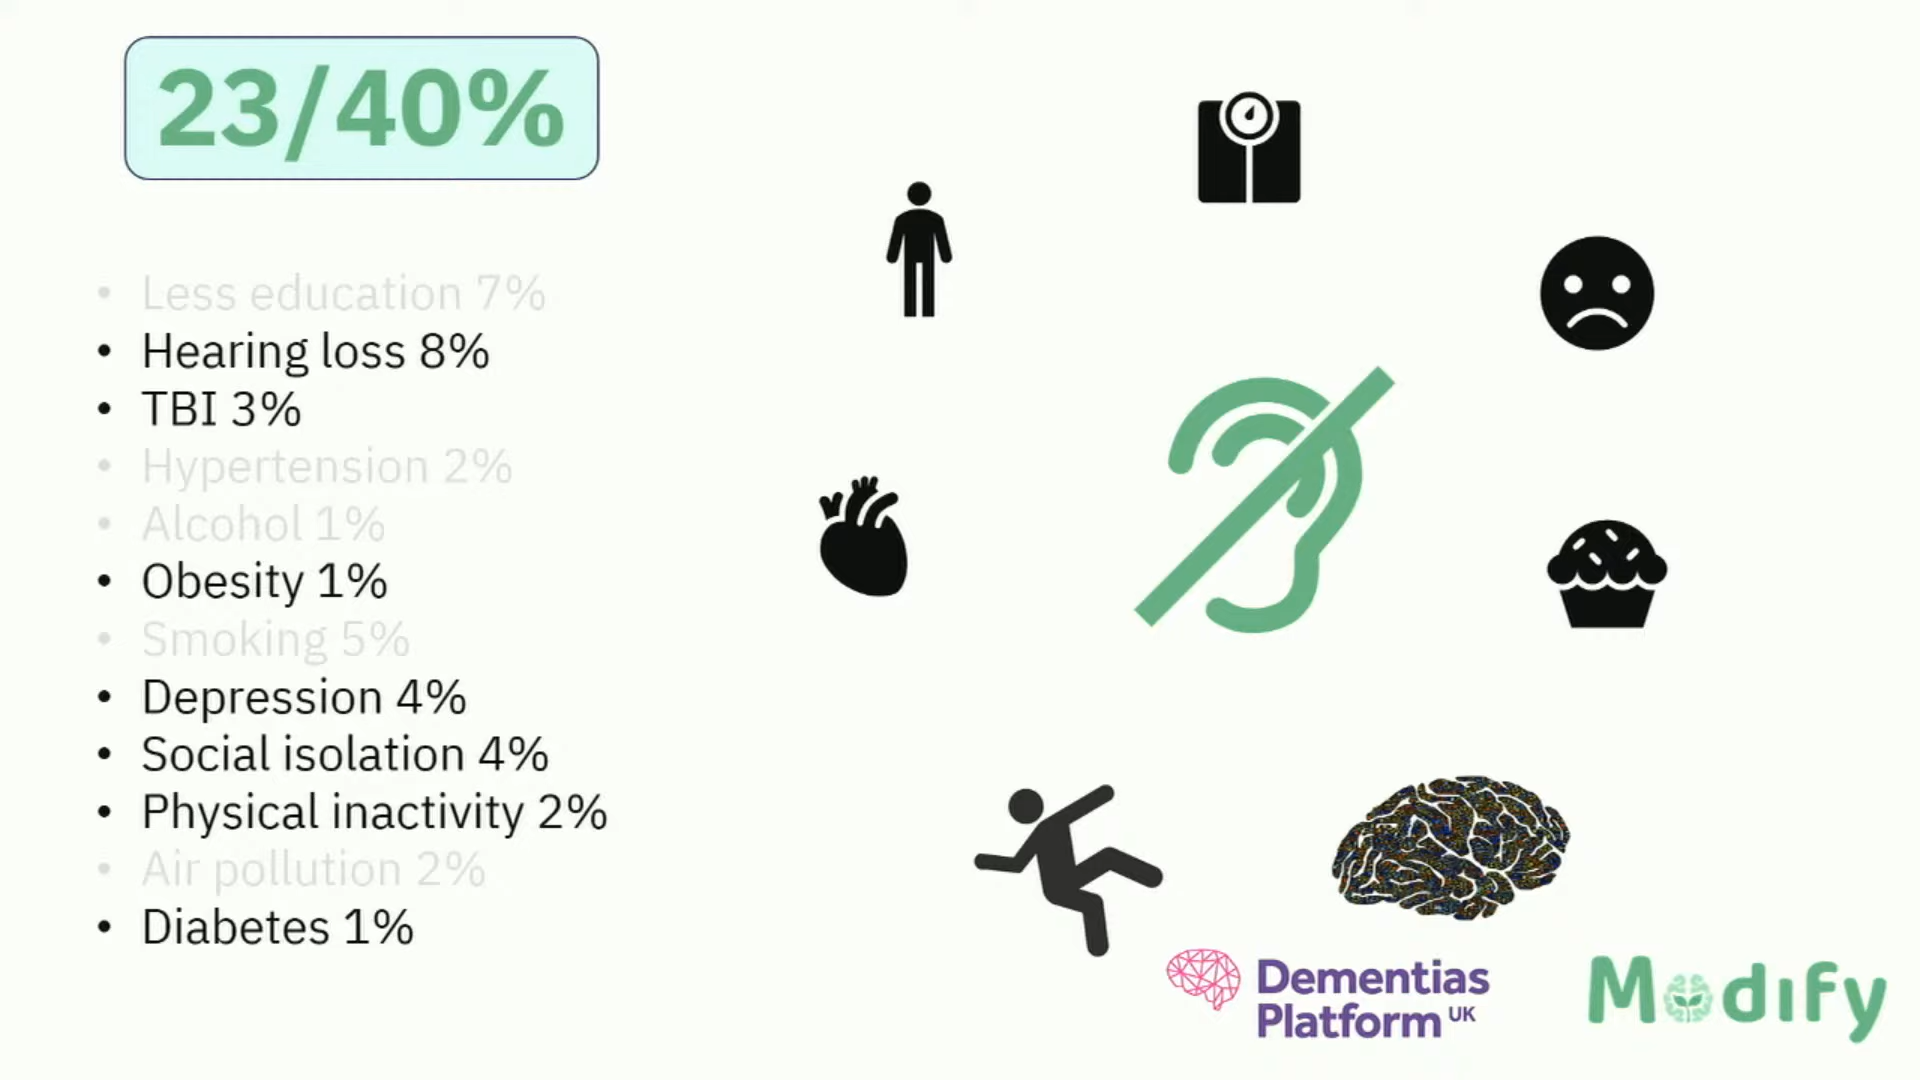 23/40%
• Less education 7%
• Hearing loss 8%
• TBI 3%
• Hypertension 2%
• Alcohol 1%
• Obesity 1%
• Smoking 5%
• Depression 4%
• Social isolation 4%
• Physical inactivity 2%
• Air pollution 2%
• Diabetes 1%
Dementias
Platform UK
Modify